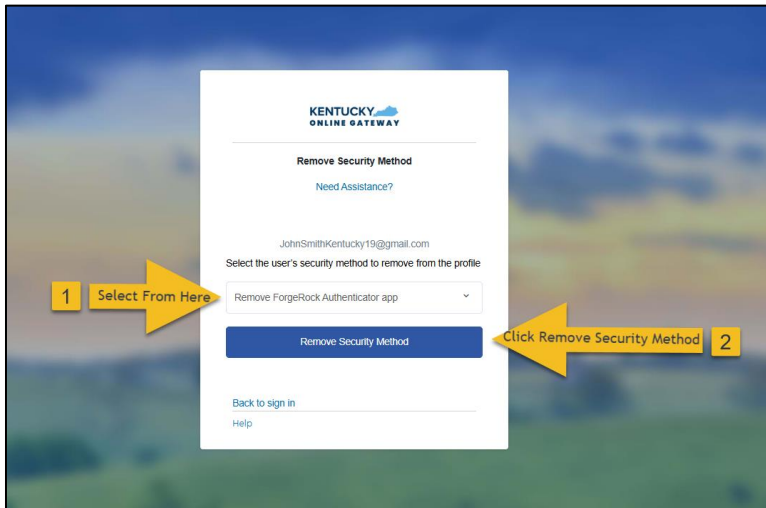 KENTUCKY
ONLINE GATEWAY
Remove Security Method
Need Assistance?
JohnSmithKentucky19@gmail.com
Select the user's security method to remove from the profile
1 Select From Here
Remove ForgeRock Authenticator app
Remove Security Method
Click Remove Security Method 2
Back to sign in
Help